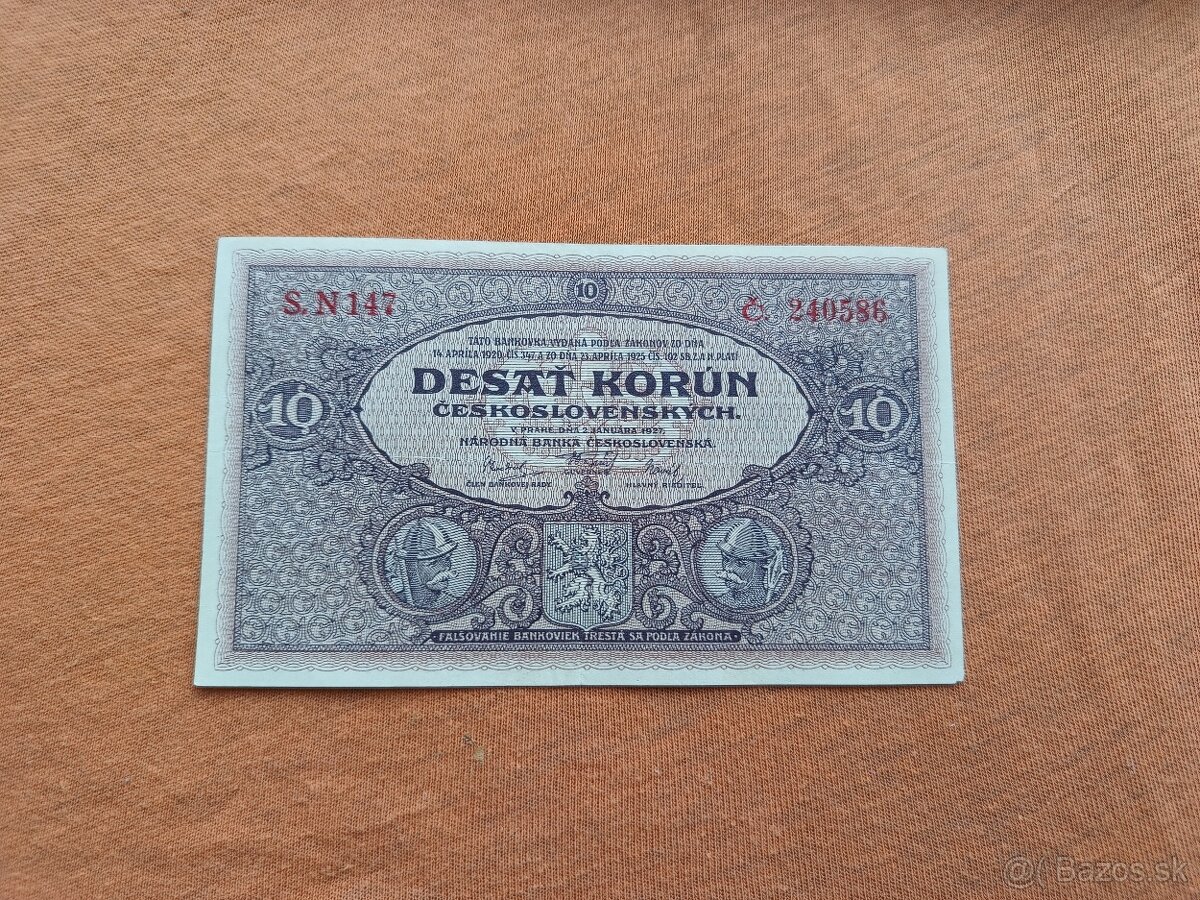 10
S. N 147
Č. 240586
TÁTO BANKOVKA, VYDANÁ PODĽA ZÁKONOV ZO DŇA
14. APRÍLA 1920, ČÍS. 347 A ZO DŇA 23. APRÍLA 1925 ČÍS. 102 SB. Z. A N. PLATÍ
DESAŤ KORÚN
10
10
ČESKOSLOVENSKÝCH.
V PRAHE, DŇA 2. JANUÁRA 1927.
NÁRODNÁ BANKA ČESKOSLOVENSKÁ.
ČLEN BANKOVEJ RADY
GUVERNÉR
HLAVNÝ RIADITEĽ.
FALŠOVANIE BANKOVIEK TRESTÁ SA PODĽA ZÁKONA
@( Bazos.sk